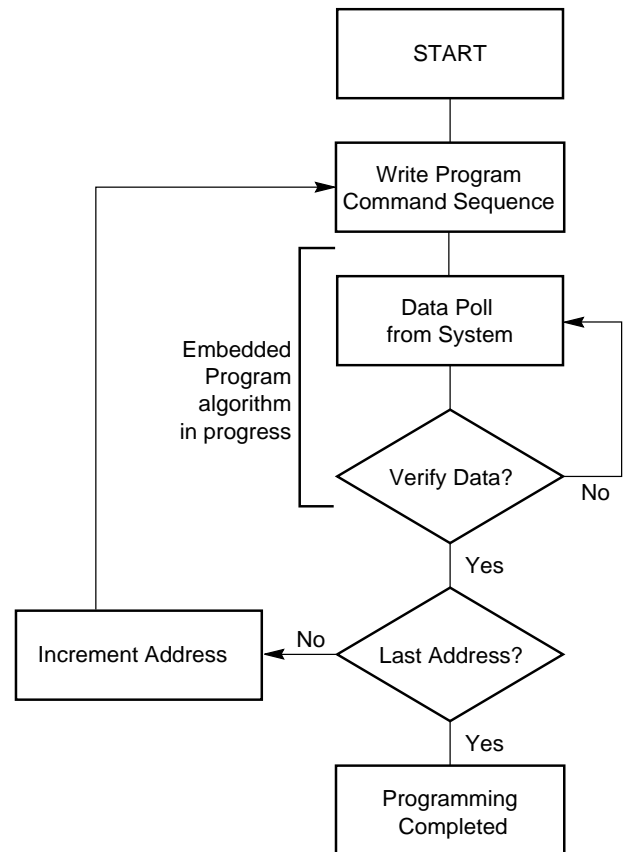 START
Write Program
Command Sequence
Data Poll
from System
Embedded
Program
algorithm
in progress
Verify Data?
No
Yes
Increment Address
No
Last Address?
Yes
Programming
Completed